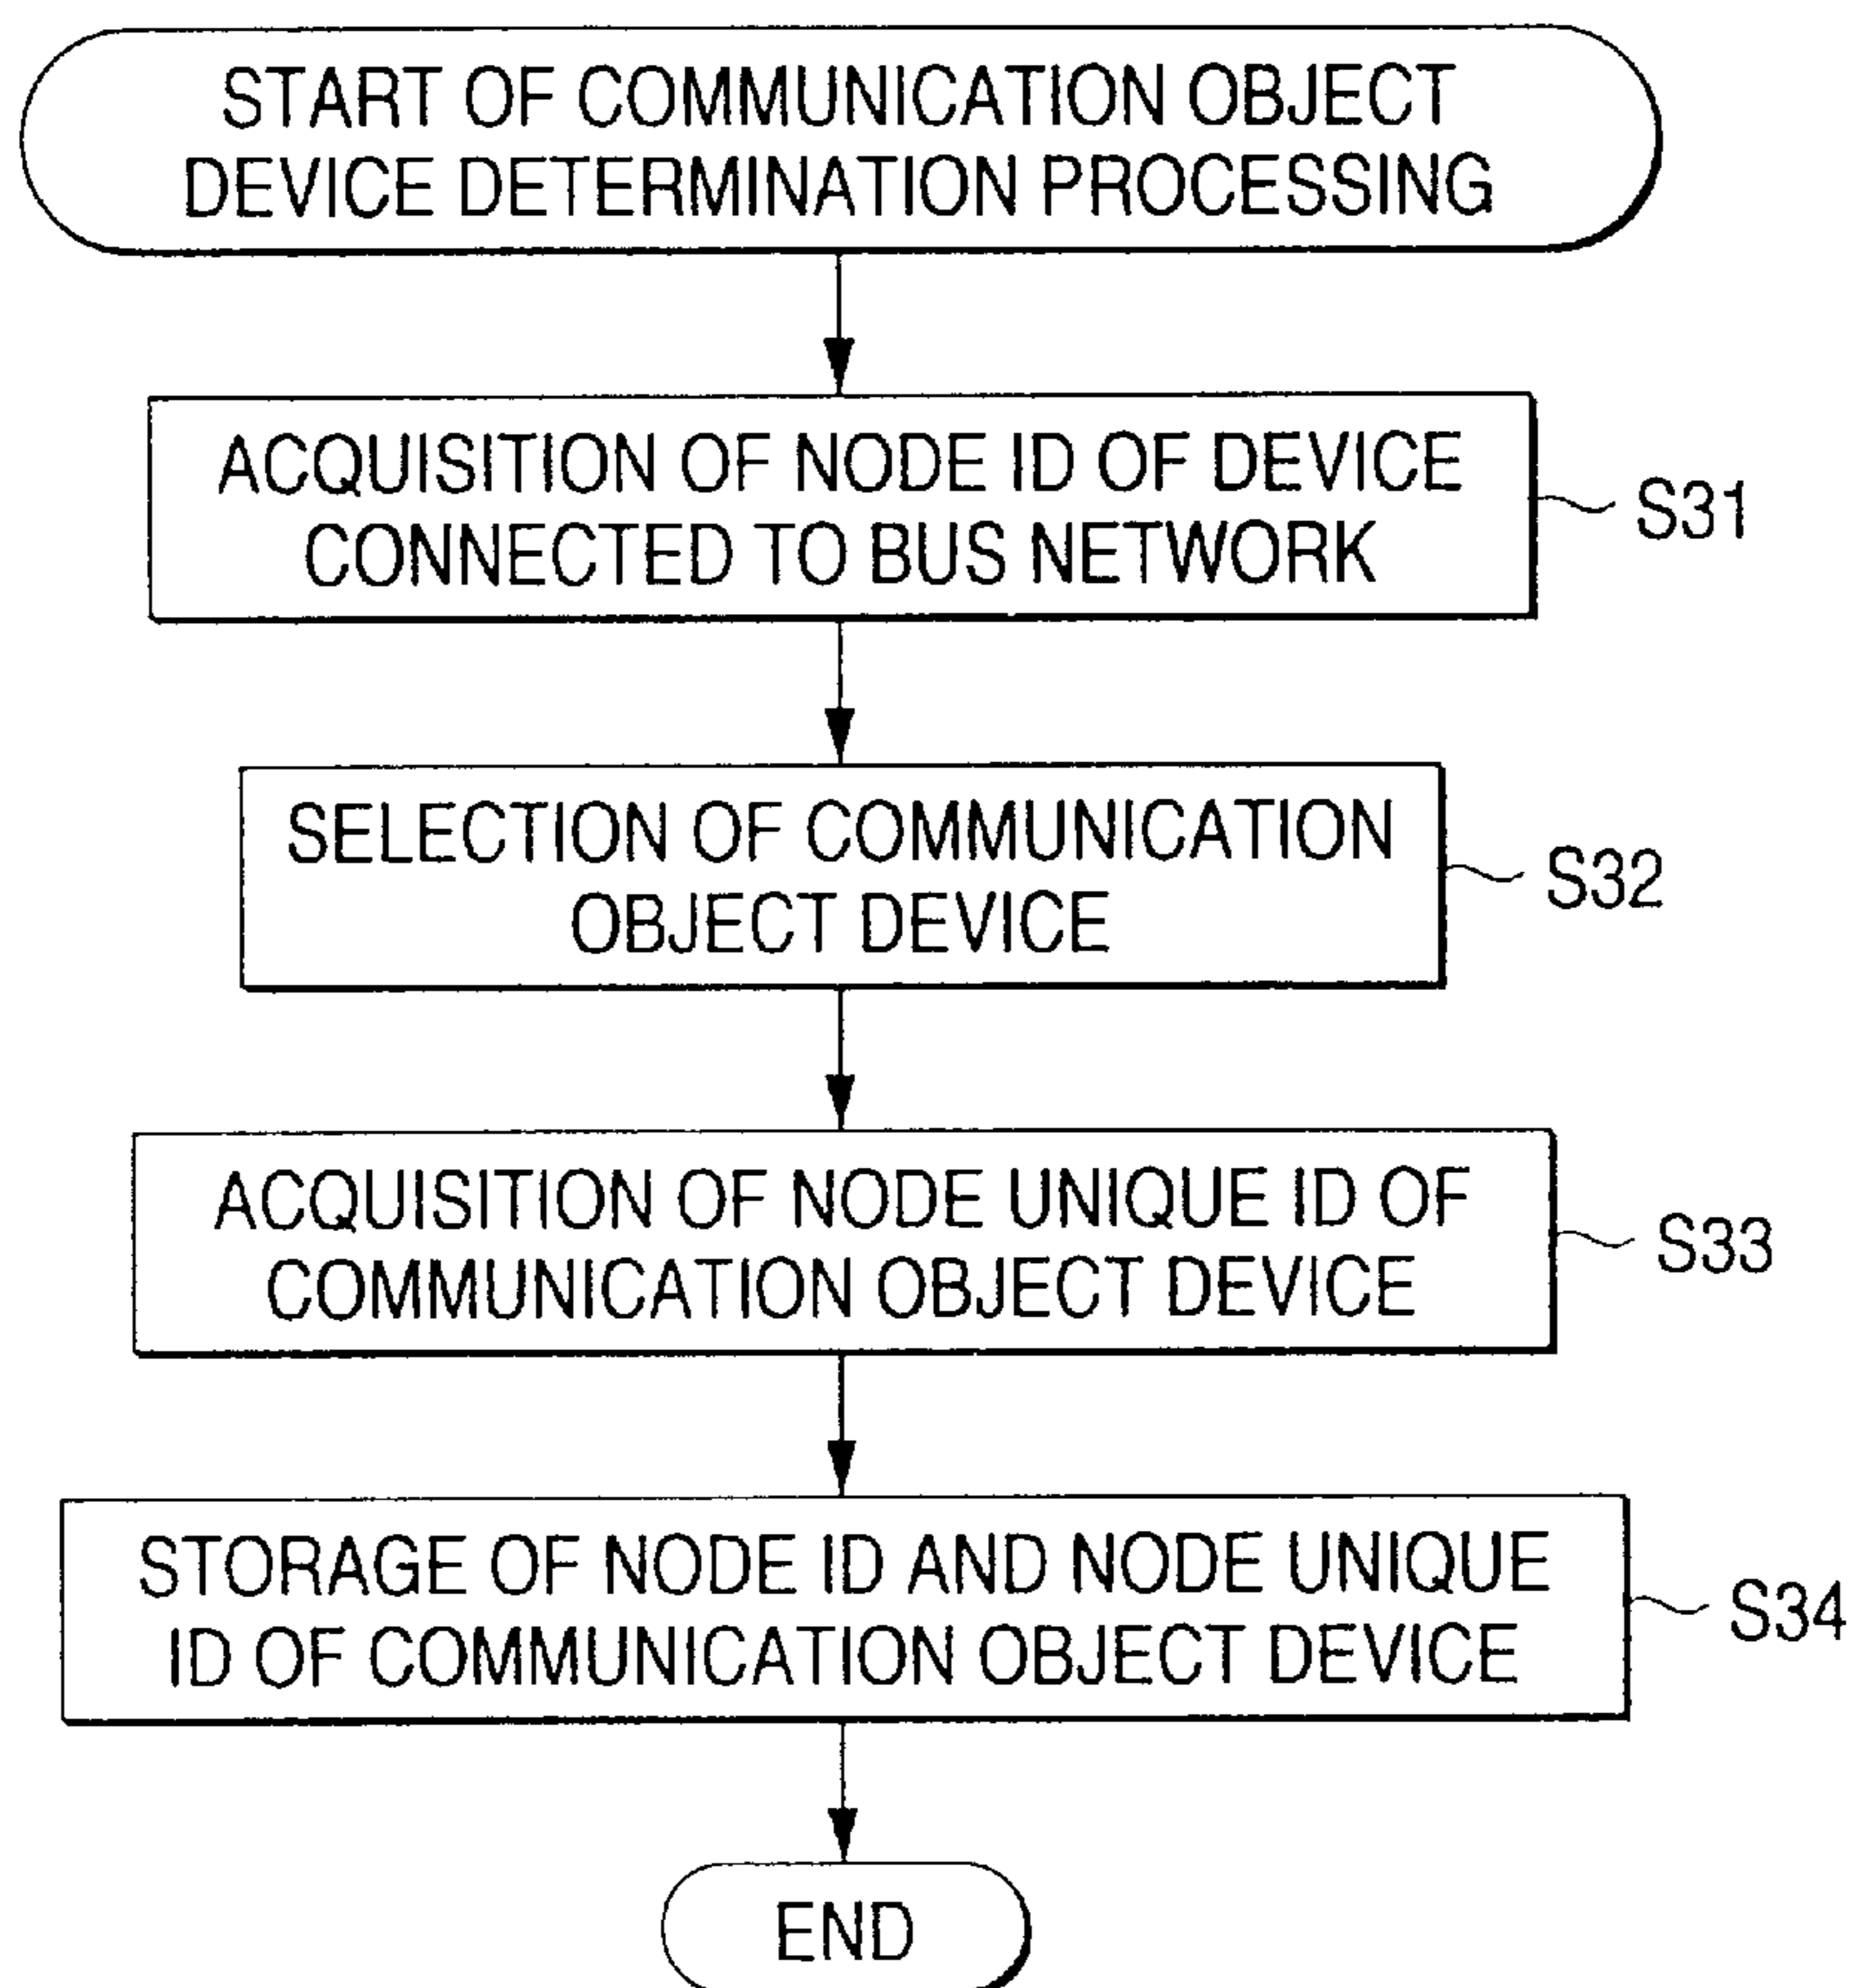 START OF COMMUNICATION OBJECT
DEVICE DETERMINATION PROCESSING
ACQUISITION OF NODE ID OF DEVICE
CONNECTED TO BUS NETWORK
S31
SELECTION OF COMMUNICATION
OBJECT DEVICE
S32
ACQUISITION OF NODE UNIQUE ID OF
COMMUNICATION OBJECT DEVICE
S33
STORAGE OF NODE ID AND NODE UNIQUE
ID OF COMMUNICATION OBJECT DEVICE
S34
END